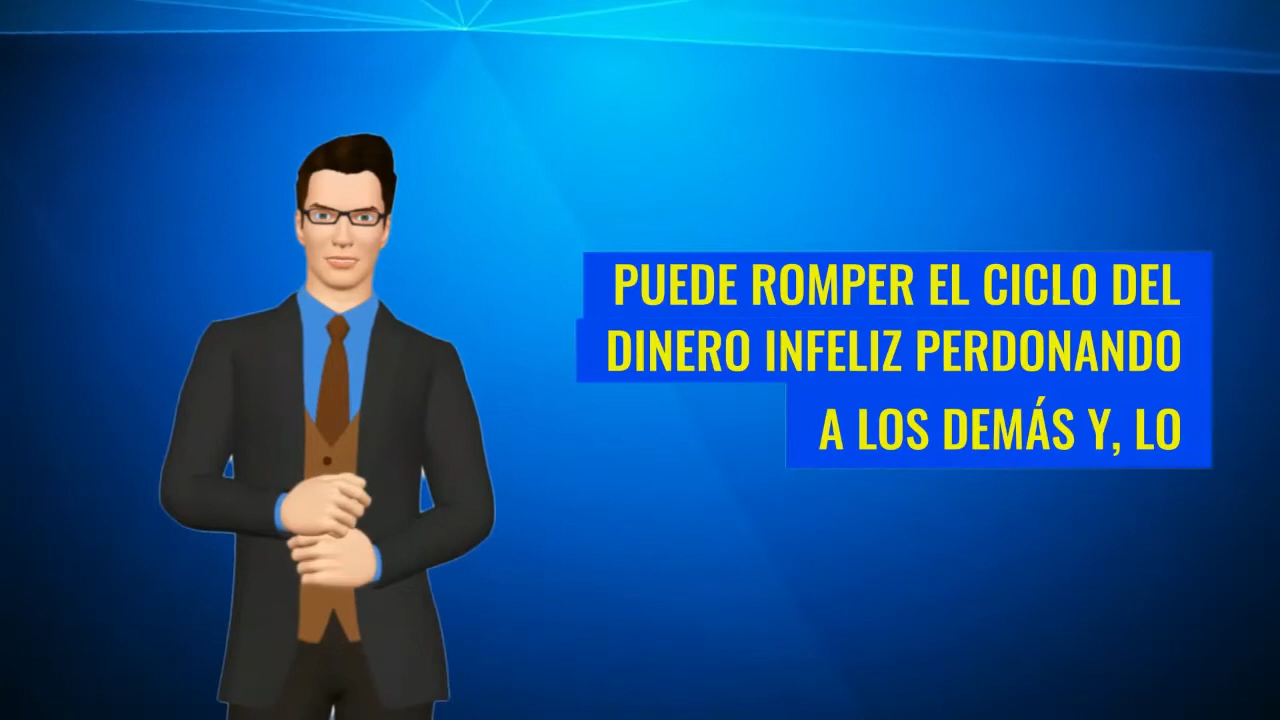 PUEDE ROMPER EL CICLO DEL
DINERO INFELIZ PERDONANDO
A LOS DEMÁS Y, LO